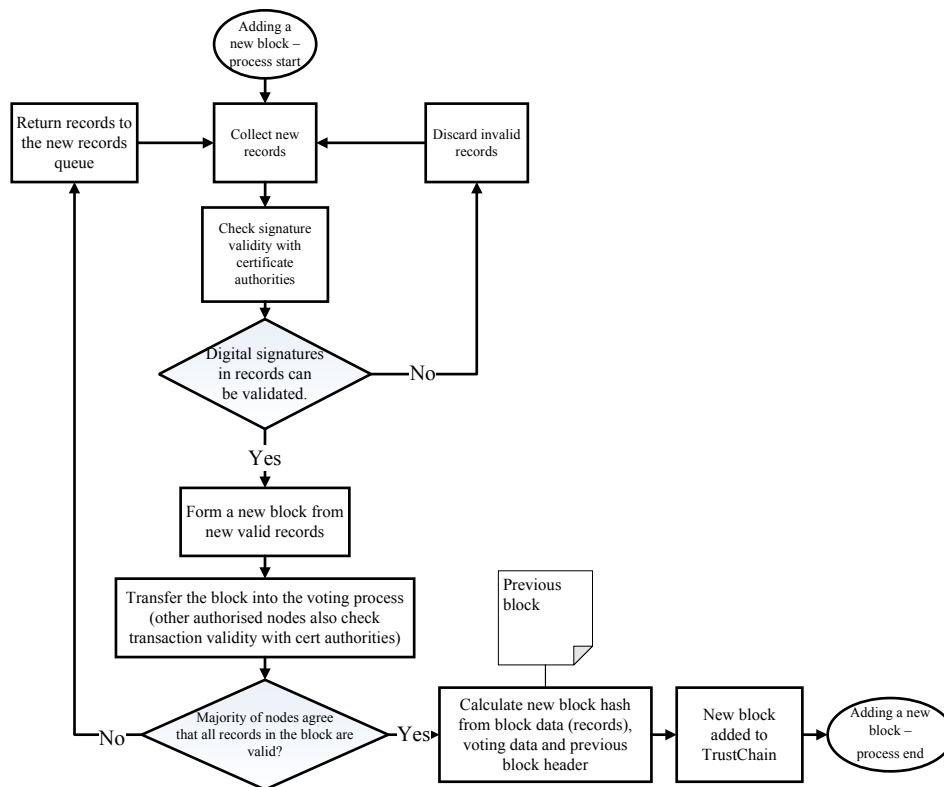 Adding a
new block –
process start
Return records to
the new records
queue
Collect new
records
Discard invalid
records
Check signature
validity with
certificate
authorities
Digital signatures
in records can
be validated.
No
Yes
Form a new block from
new valid records
Transfer the block into the voting process
(other authorised nodes also check
transaction validity with cert authorities)
Previous
block
Majority of nodes agree
that all records in the block are
valid?
No
Yes
Calculate new block hash
from block data (records),
voting data and previous
block header
New block
added to
TrustChain
Adding a new
block –
process end